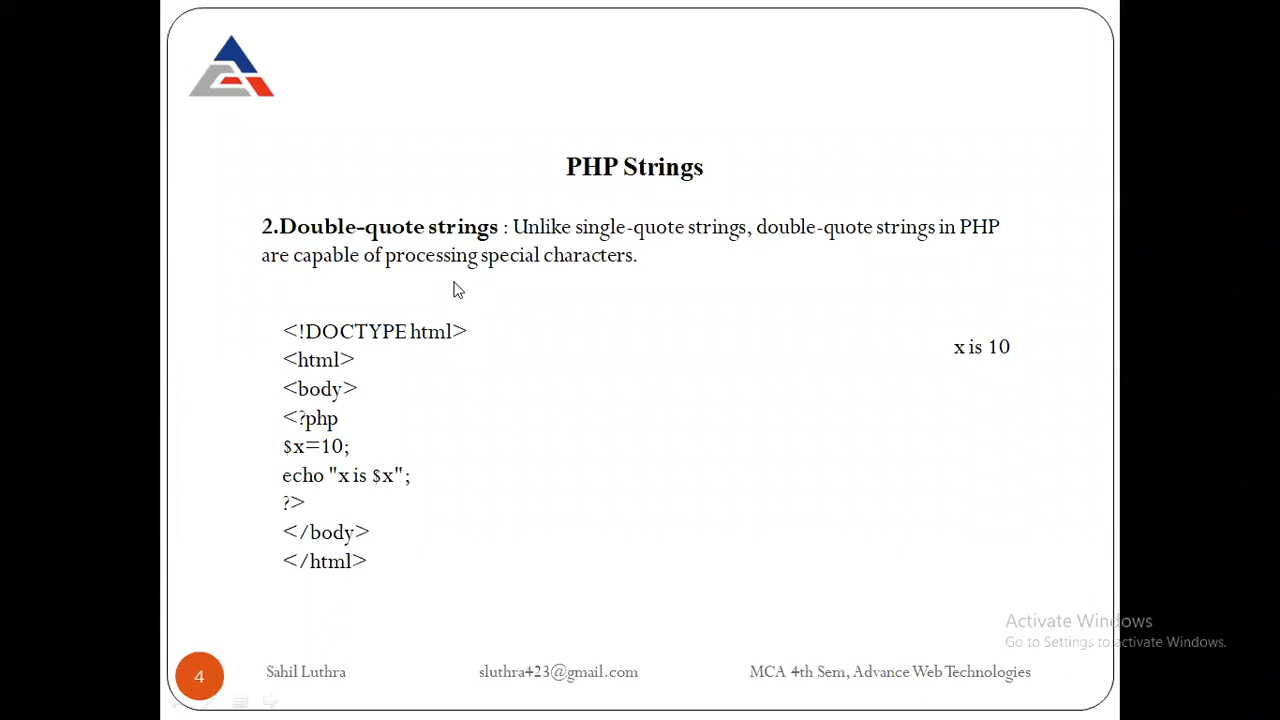 PHP Strings
2.Double-quote strings : Unlike single-quote strings, double-quote strings in PHP
are capable of processing special characters.
<!DOCTYPE html>
<html>
<body>
<?php
$x=10;
echo "x is $x";
?>
</body>
</html>
x is 10
Activate Windows
Go to Settings to activate Windows.
4
Sahil Luthra
sluthra423@gmail.com
MCA 4th Sem, Advance Web Technologies